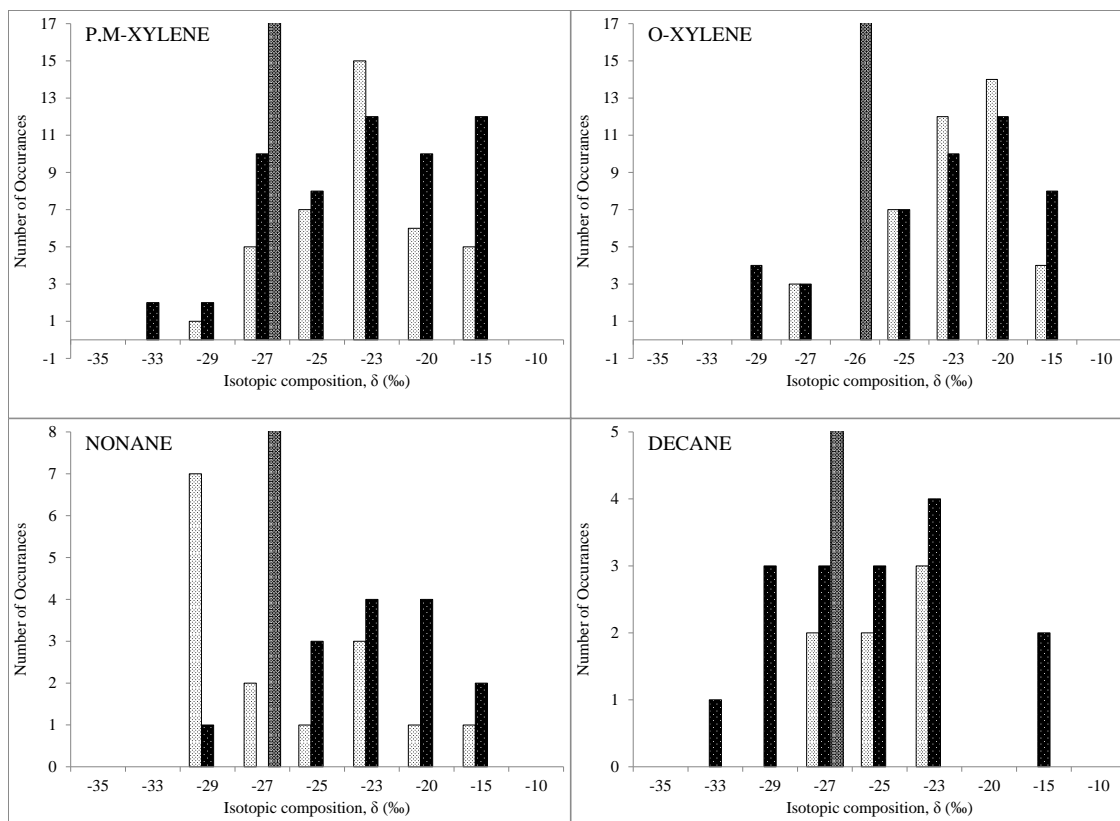 P,M-XYLENE
Number of Occurances
17
15
13
11
9
7
5
3
1
-1
-35 -33 -29 -27 -25 -23 -20 -15 -10
Isotopic composition, δ (‰)
O-XYLENE
Number of Occurances
17
15
13
11
9
7
5
3
1
-1
-35 -33 -29 -27 -26 -25 -23 -20 -15 -10
Isotopic composition, δ (‰)
NONANE
Number of Occurances
8
7
6
5
4
3
2
1
0
-35 -33 -29 -27 -25 -23 -20 -15 -10
Isotopic composition, δ (‰)
DECANE
Number of Occurances
5
4
3
2
1
0
-35 -33 -29 -27 -25 -23 -20 -15 -10
Isotopic composition, δ (‰)